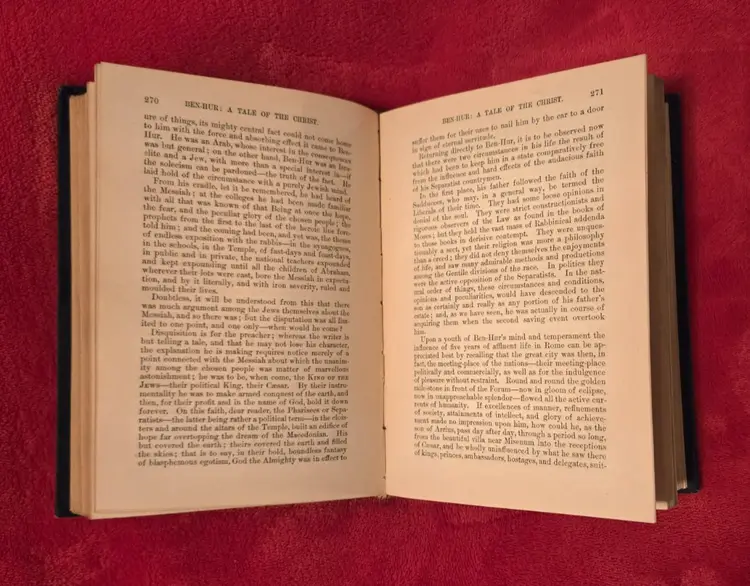 270
BEN-HUR: A TALE OF THE CHRIST.
ure of things, its mighty central fact could not come home
to him with the force and absorbing effect it came to Ben-
Hur. He was an Arab, whose interest in the consequences
was but general; on the other hand, Ben-Hur was an Isra-
elite and a Jew, with more than a special interest in—if
the solecism can be pardoned—the truth of the fact. He
laid hold of the circumstance with a purely Jewish mind.
From his cradle, let it be remembered, he had heard of
the Messiah; at the colleges he had been made familiar
with all that was known of that Being at once the hope,
the fear, and the peculiar glory of the chosen people; the
prophets from the first to the last of the heroic line fore-
told him; and the coming had been, and yet was, the theme
of endless exposition with the rabbis—in the synagogues,
in the schools, in the Temple, of fast-days and feast-days,
in public and in private, the national teachers expounded
and kept expounding until all the children of Abraham,
wherever their lots were cast, bore the Messiah in expecta-
tion, and by it literally, and with iron severity, ruled and
moulded their lives.
Doubtless, it will be understood from this that there
was much argument among the Jews themselves about the
Messiah, and so there was; but the disputation was all lim-
ited to one point, and one only—when would he come?
Disquisition is for the preacher; whereas the writer is
but telling a tale, and that he may not lose his character,
the explanation he is making requires notice merely of a
point connected with the Messiah about which the unanim-
ity among the chosen people was matter of marvellous
astonishment; he was to be, when come, the KING OF THE
JEWS—their political King, their Cæsar. By their instru-
mentality he was to make armed conquest of the earth, and
then, for their profit and in the name of God, hold it down
forever. On this faith, dear reader, the Pharisees or Sepa-
ratists—the latter being rather a political term—in the clois-
ters and around the altars of the Temple, built an edifice of
hope far overtopping the dream of the Macedonian. His
but covered the earth; theirs covered the earth and filled
the skies; that is to say, in their bold, boundless fantasy
of blasphemous egotism, God the Almighty was in effect to
271
BEN-HUR: A TALE OF THE CHRIST.
suffer them for their uses to nail him by the ear to a door
in sign of eternal servitude.
Returning directly to Ben-Hur, it is to be observed now
that there were two circumstances in his life the result of
which had been to keep him in a state comparatively free
from the influence and hard effects of the audacious faith
of his Separatist countrymen.
In the first place, his father followed the faith of the
Sadducees, who may, in a general way, be termed the
Liberals of their time. They had some loose opinions in
denial of the soul. They were strict constructionists and
rigorous observers of the Law as found in the books of
Moses; but they held the vast mass of Rabbinical addenda
to those books in derisive contempt. They were unques-
tionably a sect, yet their religion was more a philosophy
than a creed; they did not deny themselves the enjoyments
of life, and saw many admirable methods and productions
among the Gentile divisions of the race. In politics they
were the active opposition of the Separatists. In the nat-
ural order of things, these circumstances and conditions,
opinions and peculiarities, would have descended to the
son as certainly and really as any portion of his father's
estate; and, as we have seen, he was actually in course of
acquiring them when the second saving event overtook
him.
Upon a youth of Ben-Hur's mind and temperament the
influence of five years of affluent life in Rome can be ap-
preciated best by recalling that the great city was then, in
fact, the meeting-place of the nations—their meeting-place
politically and commercially, as well as for the indulgence
of pleasure without restraint. Round and round the golden
mile-stone in front of the Forum—now in gloom of eclipse,
now in unapproachable splendor—flowed all the active cur-
rents of humanity. If excellences of manner, refinements
of society, attainments of intellect, and glory of achieve-
ment made no impression upon him, how could he, as the
son of Arrius, pass day after day, through a period so long,
from the beautiful villa near Misenum into the receptions
of Cæsar, and be wholly uninfluenced by what he saw there
of kings, princes, ambassadors, hostages, and delegates, suit-